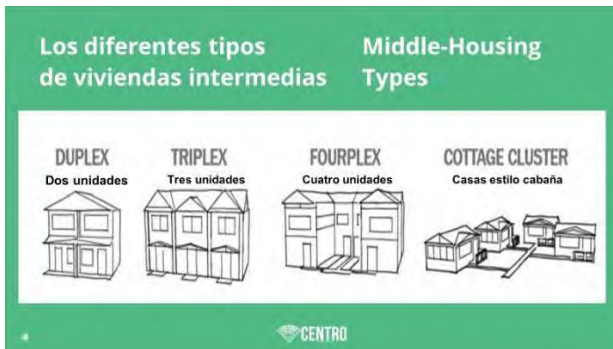 Los diferentes tipos
de viviendas intermedias
Middle-Housing
Types
DUPLEX
Dos unidades
TRIPLEX
Tres unidades
FOURPLEX
Cuatro unidades
COTTAGE CLUSTER
Casas estilo cabaña
CENTRO